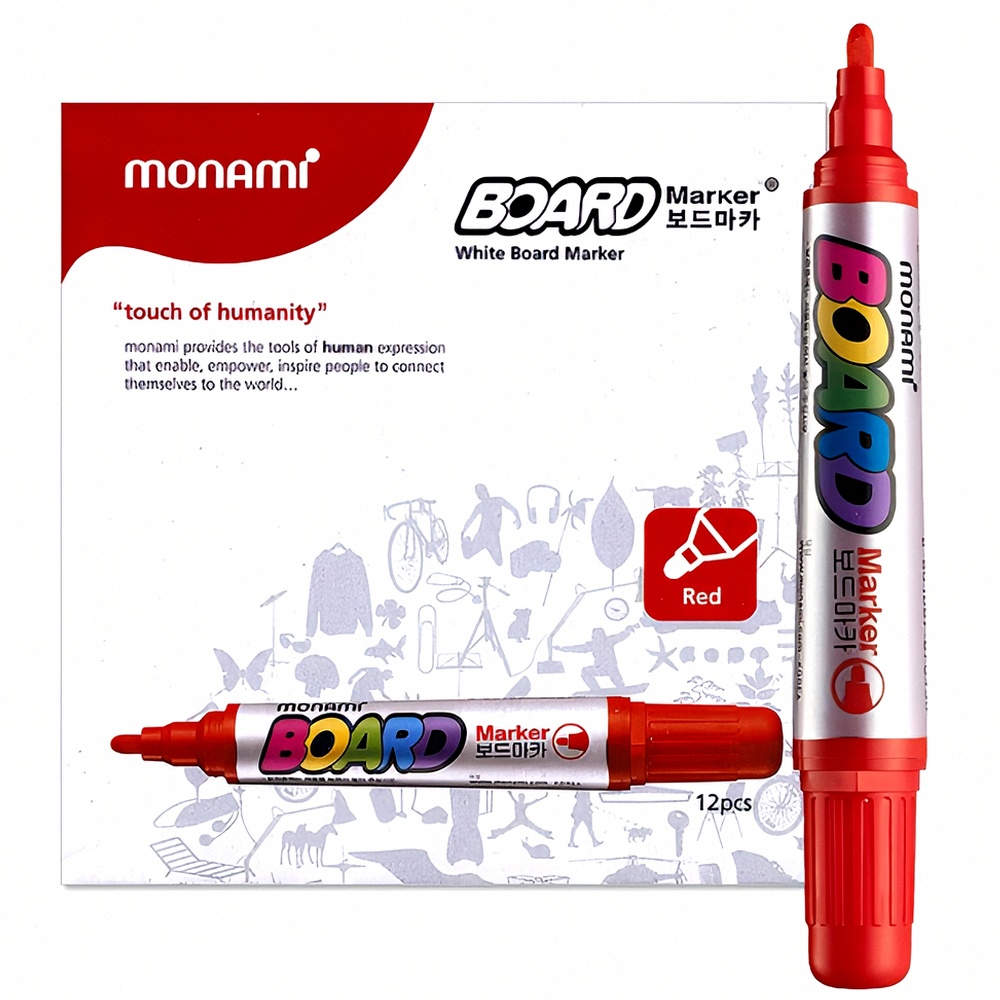 monami
BOARD Marker®
보드마카
White Board Marker
“touch of humanity”
monami provides the tools of human expression
that enable, empower, inspire people to connect
themselves to the world...
Red
monami
BOARD Marker
보드마카
12pcs
monami
BOARD Marker
보드마카